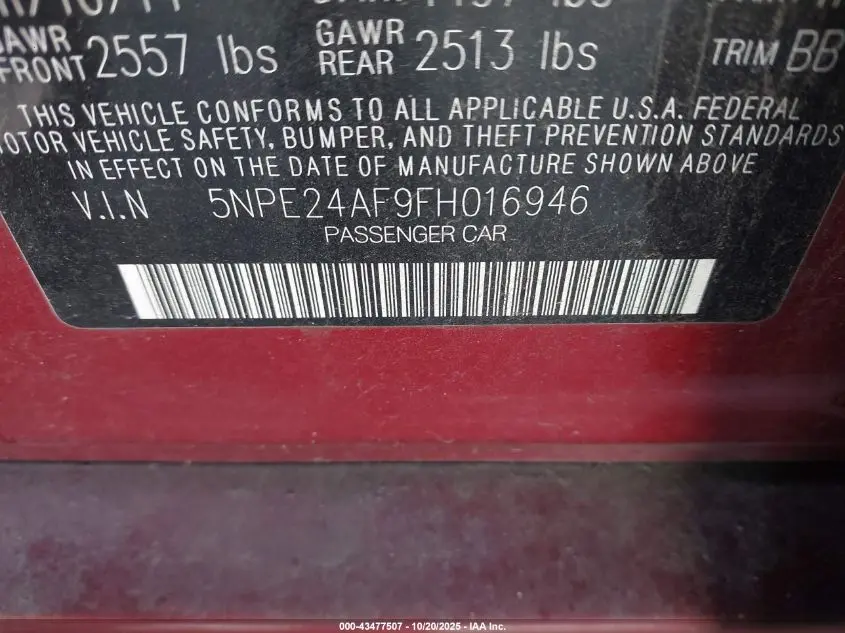 GAWR FRONT 2557 lbs GAWR REAR 2513 lbs TRIM BB
THIS VEHICLE CONFORMS TO ALL APPLICABLE U.S.A. FEDERAL
MOTOR VEHICLE SAFETY, BUMPER, AND THEFT PREVENTION STANDARDS
IN EFFECT ON THE DATE OF MANUFACTURE SHOWN ABOVE
V.I.N 5NPE24AF9FH016946
PASSENGER CAR
000-43477507 | 10/20/2025 - IAA Inc.